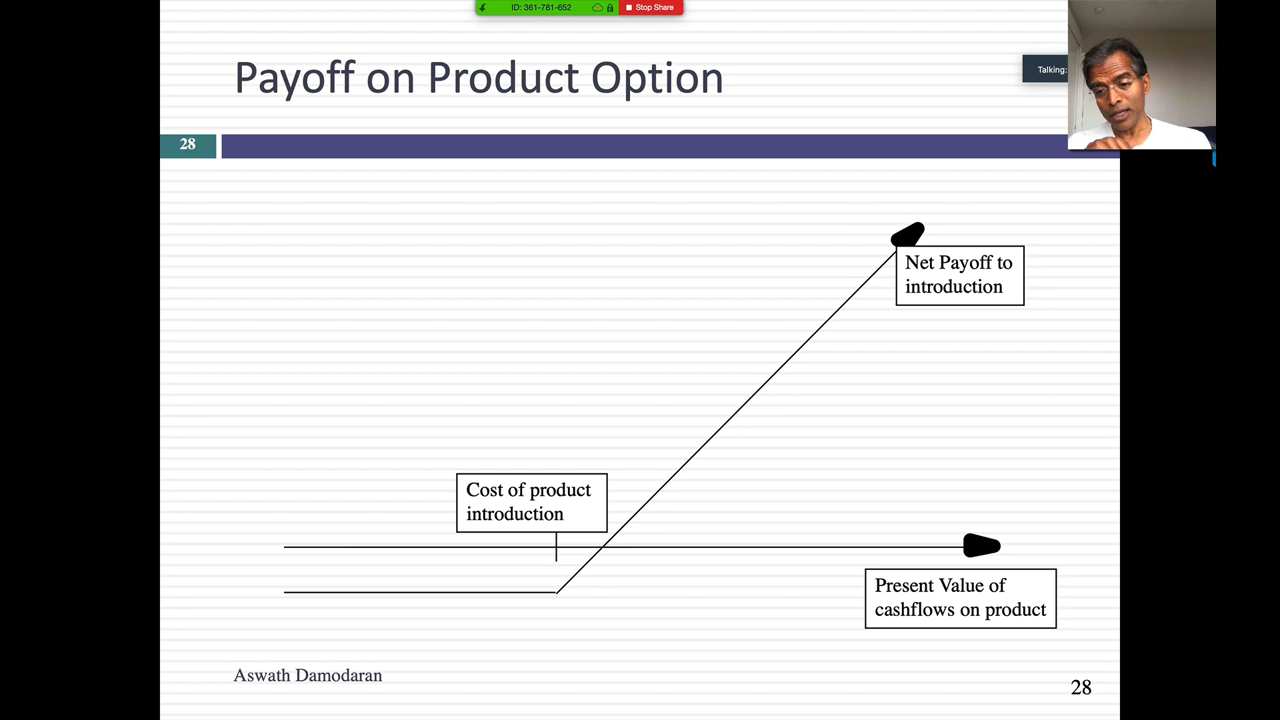 ID: 361-781-652
Stop Share
Payoff on Product Option
Talking:
28
Net Payoff to
introduction
Cost of product
introduction
Present Value of
cashflows on product
Aswath Damodaran
28